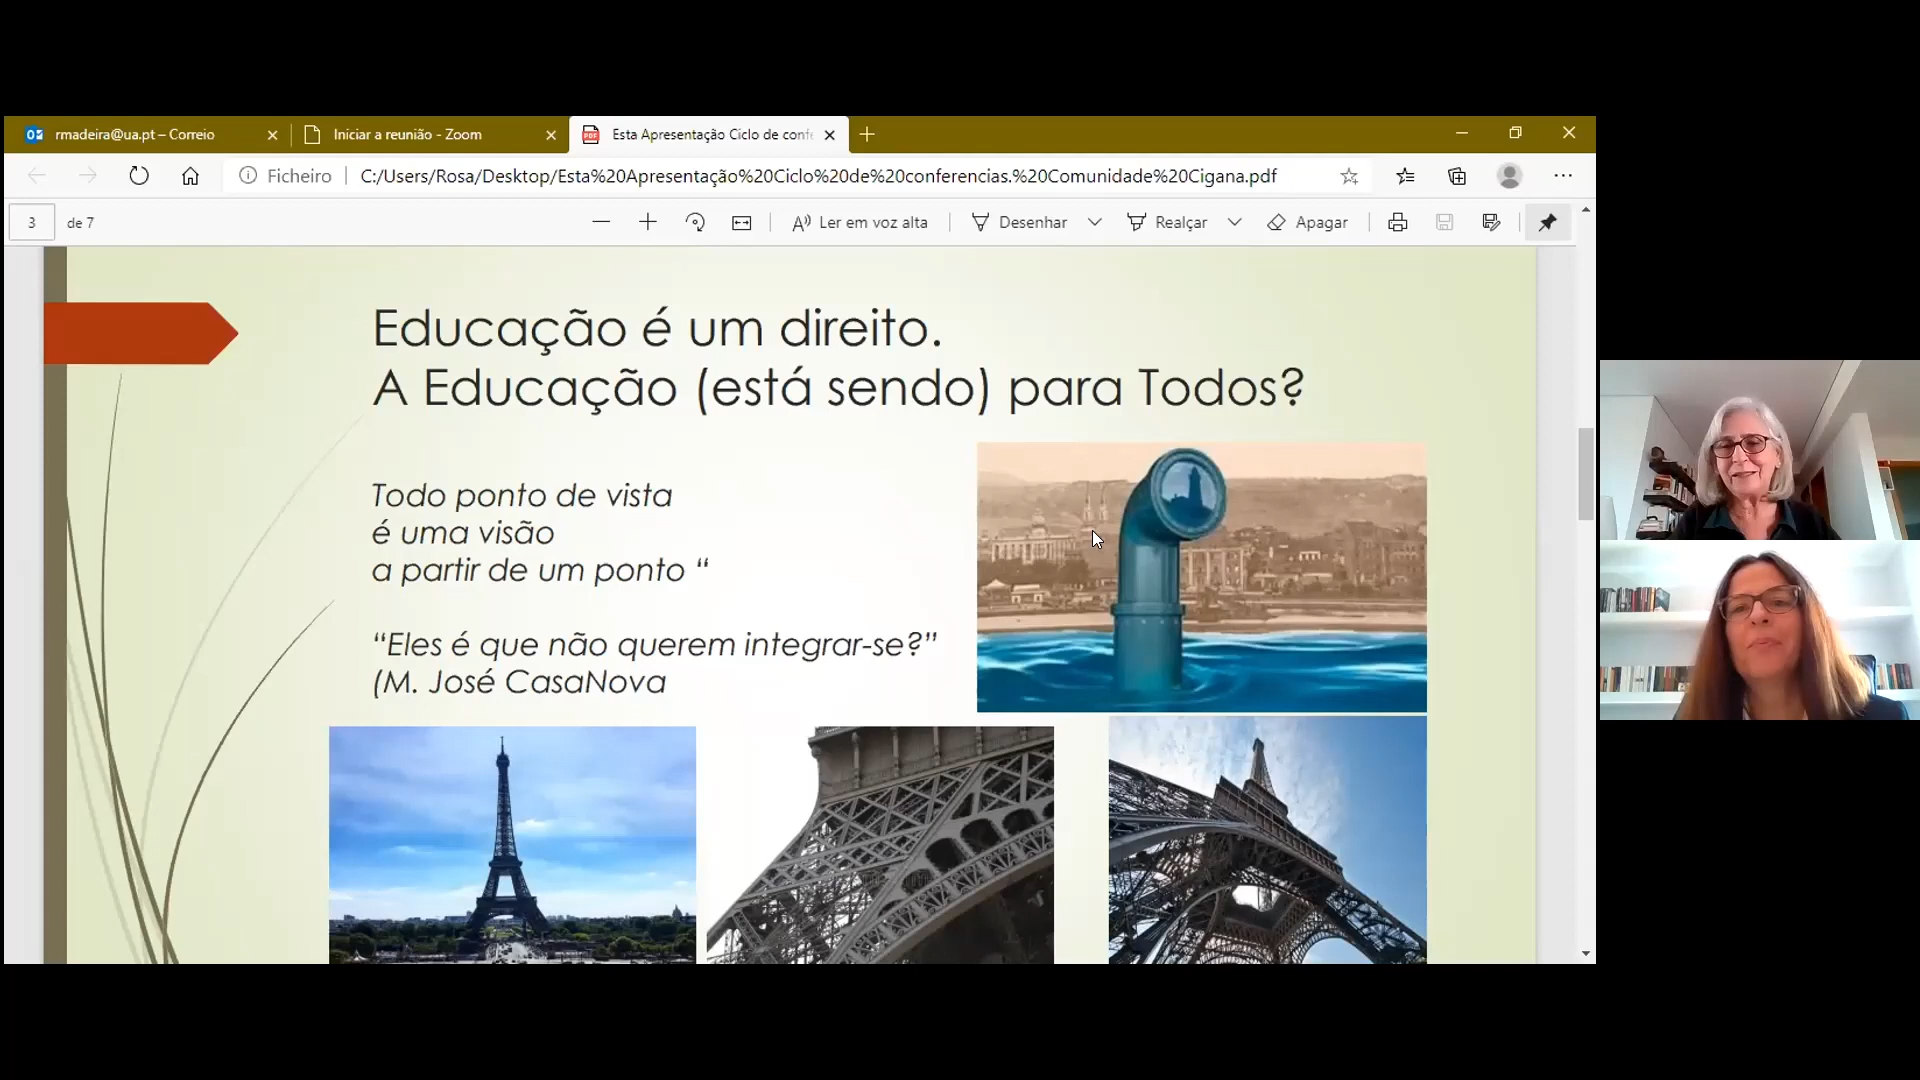 rmadeira@ua.pt – Correio
Iniciar a reunião - Zoom
Esta Apresentação Ciclo de confe
Ficheiro
C:/Users/Rosa/Desktop/Esta%20Apresentação%20Ciclo%20de%20conferencias.%20Comunidade%20Cigana.pdf
3 de 7
Ler em voz alta
Desenhar
Realçar
Apagar
Educação é um direito.
A Educação (está sendo) para Todos?
Todo ponto de vista
é uma visão
a partir de um ponto “
“Eles é que não querem integrar-se?”
(M. José CasaNova